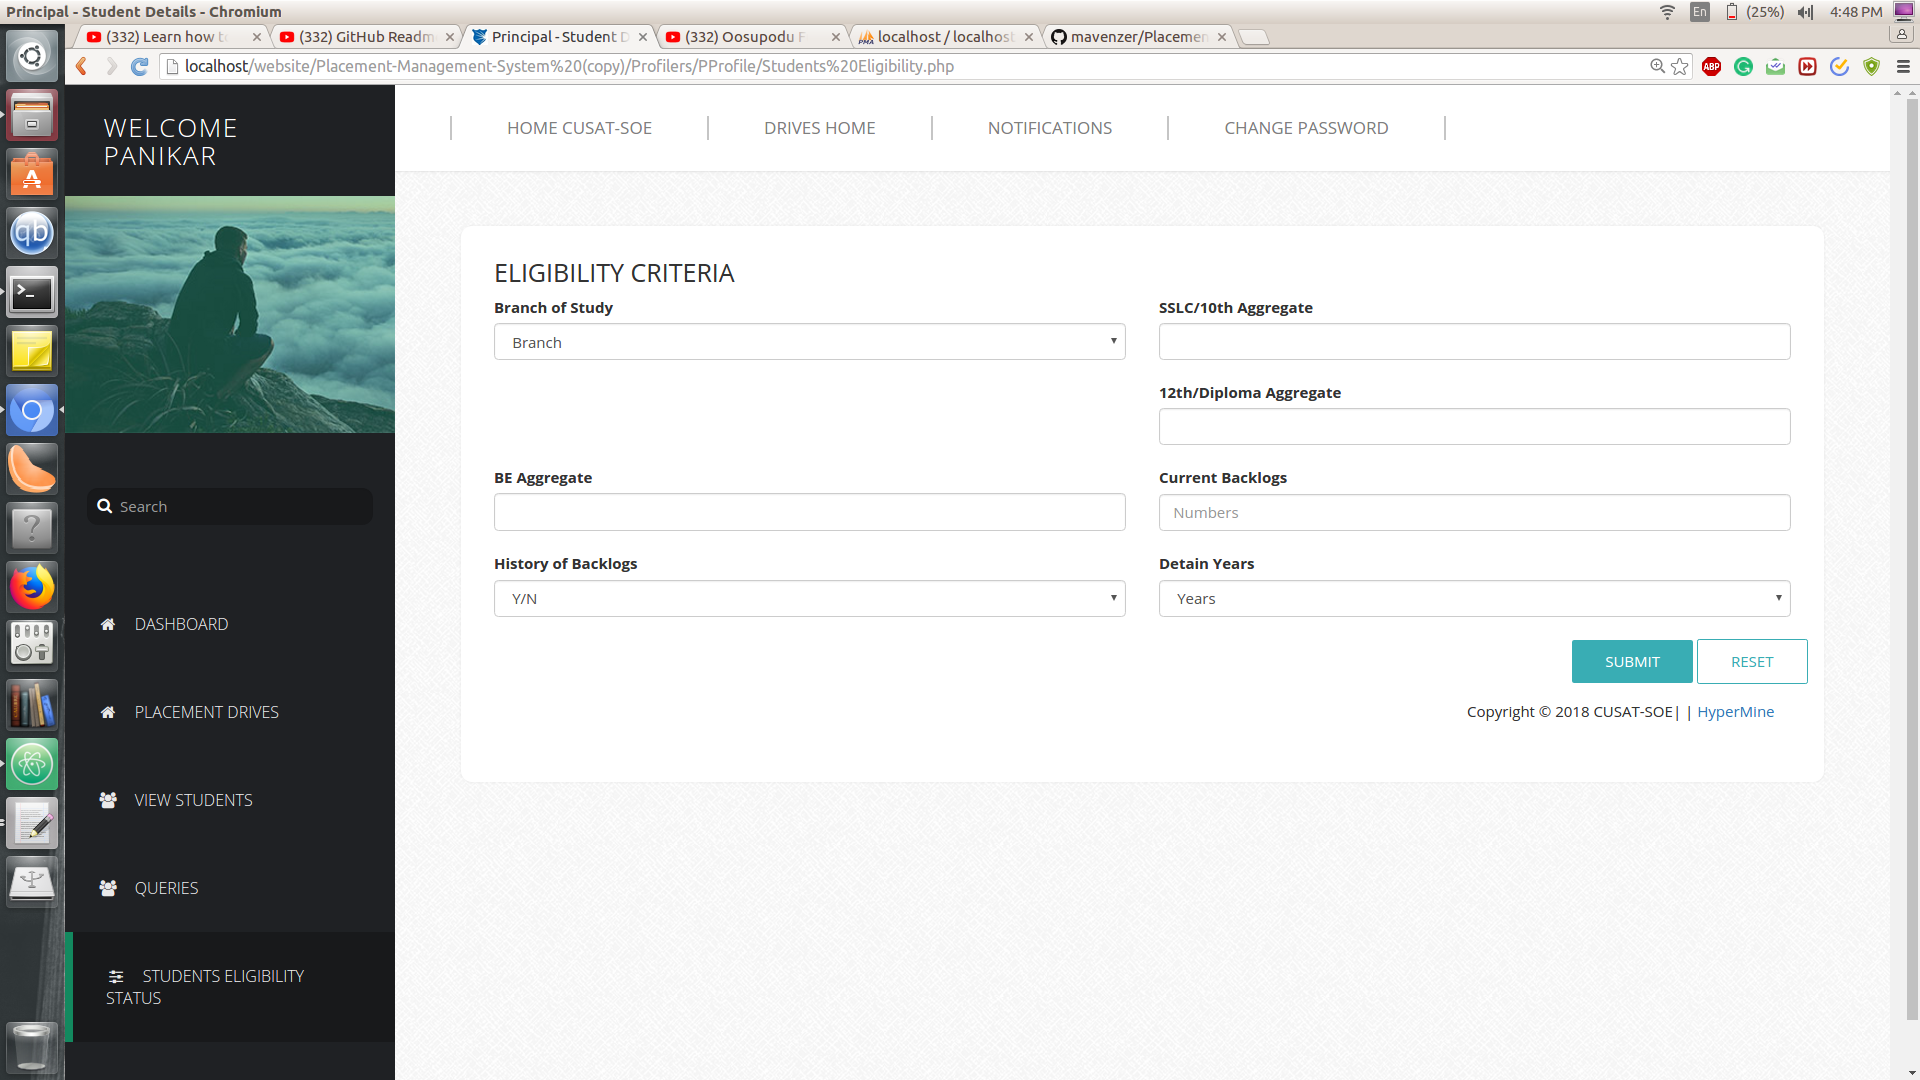 Principal - Student Details - Chromium
En
(25%)
4:48 PM
(332) Learn how t
(332) GitHub Readm
Principal - Student D
(332) Oosupodu F
localhost / localhost
mavenzer/Placemen
localhost/website/Placement-Management-System%20(copy)/Profilers/PProfile/Students%20Eligibility.php
ABP
WELCOME
PANIKAR
HOME CUSAT-SOE
DRIVES HOME
NOTIFICATIONS
CHANGE PASSWORD
qb
Search
DASHBOARD
PLACEMENT DRIVES
VIEW STUDENTS
QUERIES
STUDENTS ELIGIBILITY
STATUS
ELIGIBILITY CRITERIA
Branch of Study
SSLC/10th Aggregate
Branch
12th/Diploma Aggregate
BE Aggregate
Current Backlogs
Numbers
History of Backlogs
Detain Years
Y/N
Years
SUBMIT
RESET
Copyright © 2018 CUSAT-SOE| | HyperMine